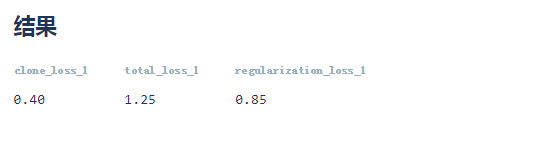 结果
clone_loss_1 total_loss_1 regularization_loss_1
0.40 1.25 0.85